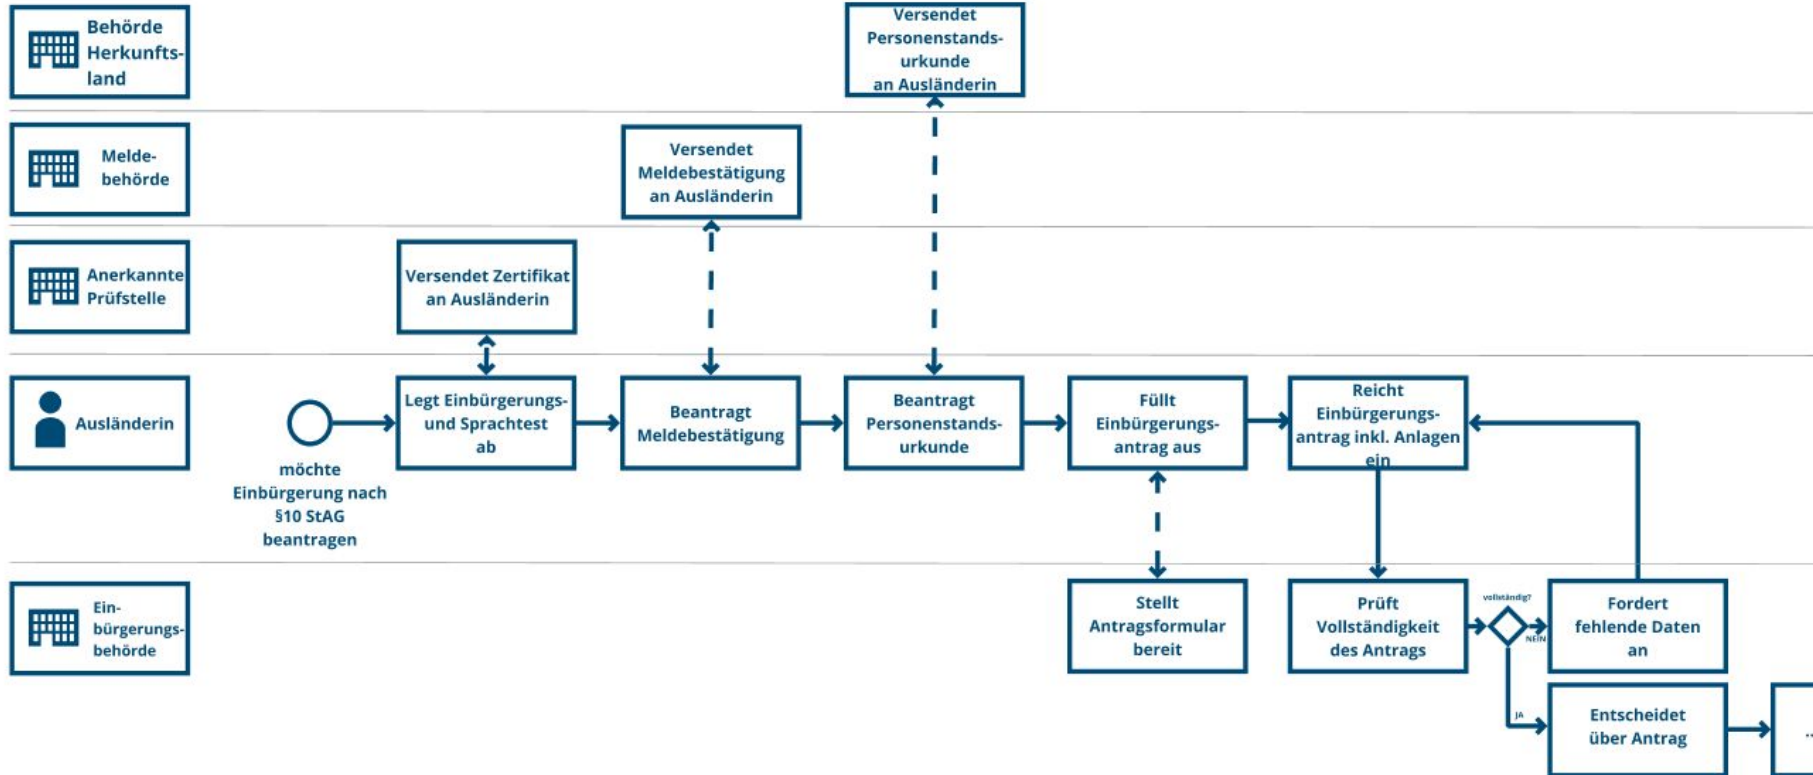 Behörde
Herkunfts-
land
Versendet
Personenstands-
urkunde
an Ausländerin
Melde-
behörde
Versendet
Meldebestätigung
an Ausländerin
Anerkannte
Prüfstelle
Versendet Zertifikat
an Ausländerin
Ausländerin
möchte
Einbürgerung nach
§10 StAG
beantragen
Legt Einbürgerungs-
und Sprachtest
ab
Beantragt
Meldebestätigung
Beantragt
Personenstands-
urkunde
Füllt
Einbürgerungs-
antrag aus
Reicht
Einbürgerungs-
antrag inkl. Anlagen
ein
Ein-
bürgerungs-
behörde
Stellt
Antragsformular
bereit
Prüft
Vollständigkeit
des Antrags
vollständig?
NEIN
Fordert
fehlende Daten
an
JA
Entscheidet
über Antrag
..